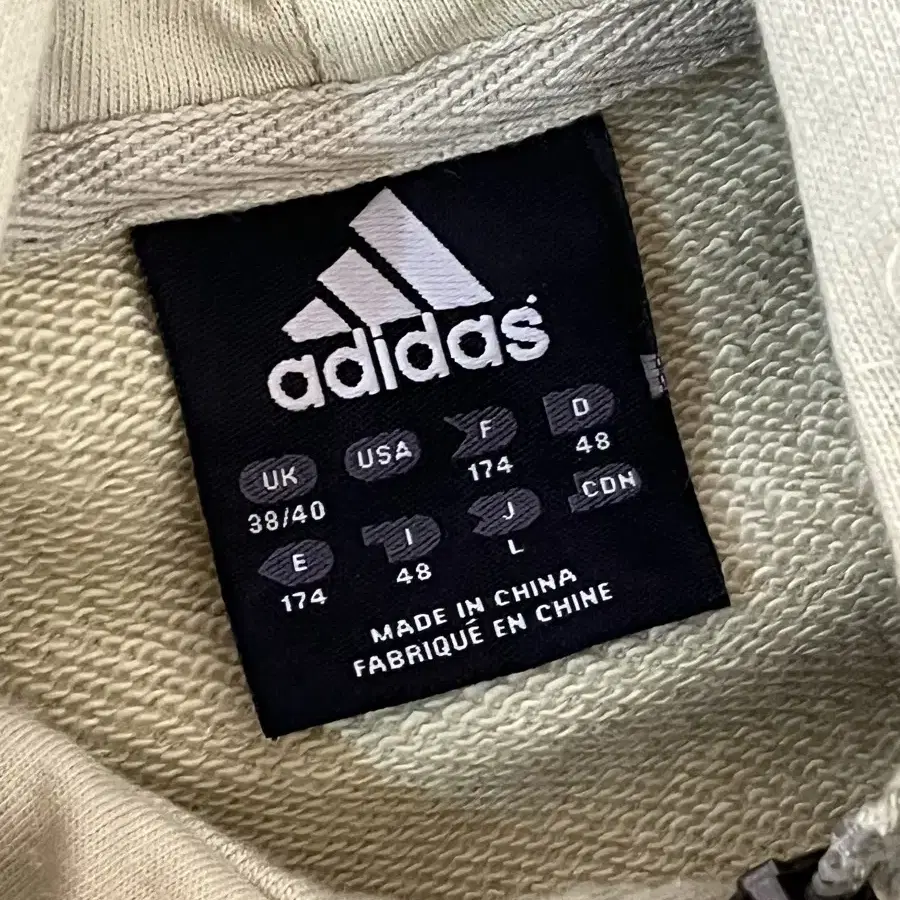 adidas
UK USA F D
38/40 174 48
E I J CDN
174 48 L
MADE IN CHINA
FABRIQUÉ EN CHINE